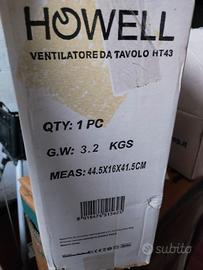 HOWELL
VENTILATORE DA TAVOLO HT43
QTY: 1 PC
G.W: 3.2 KGS
MEAS: 44.5X16X41.5CM
subito